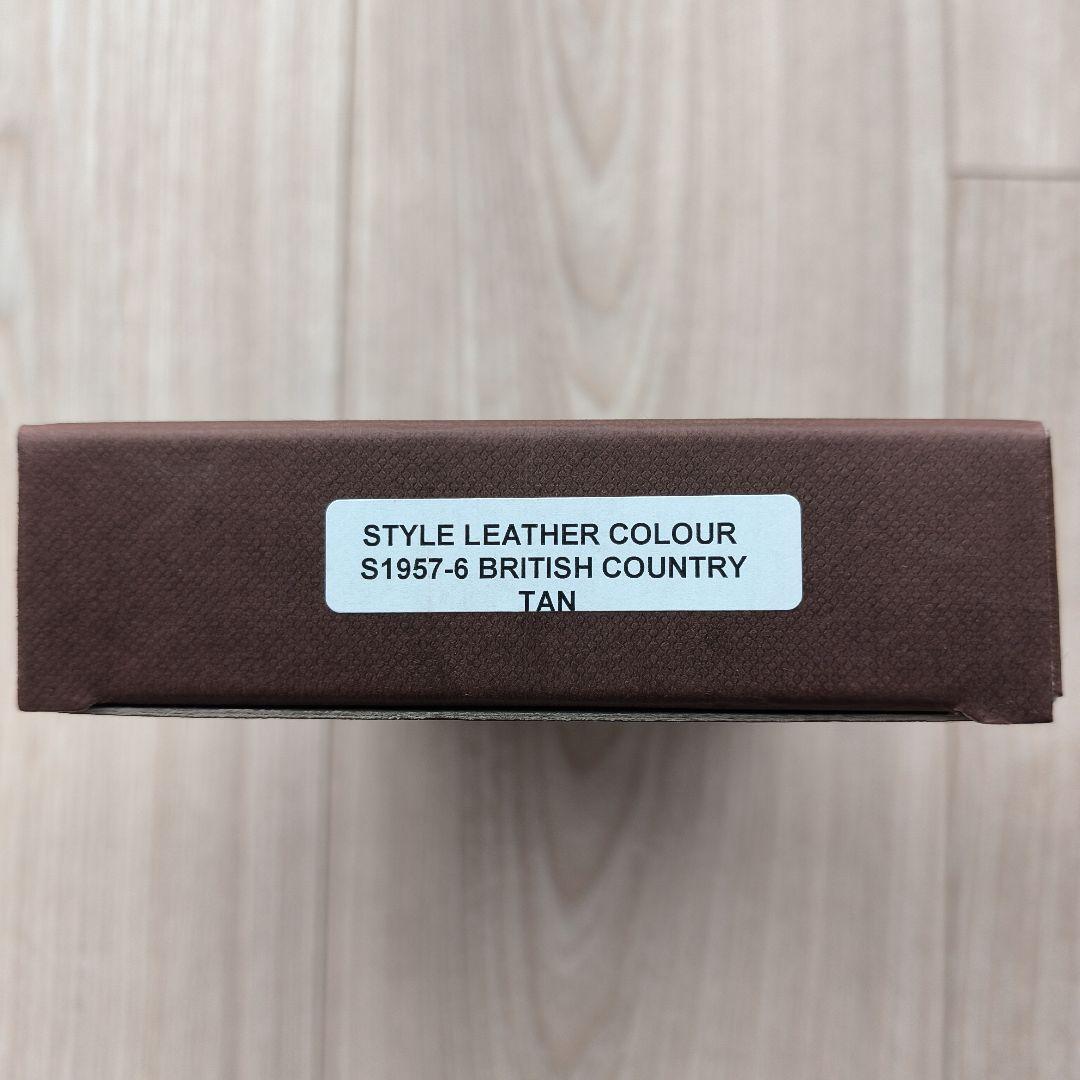 STYLE LEATHER COLOUR
S1957-6 BRITISH COUNTRY
TAN